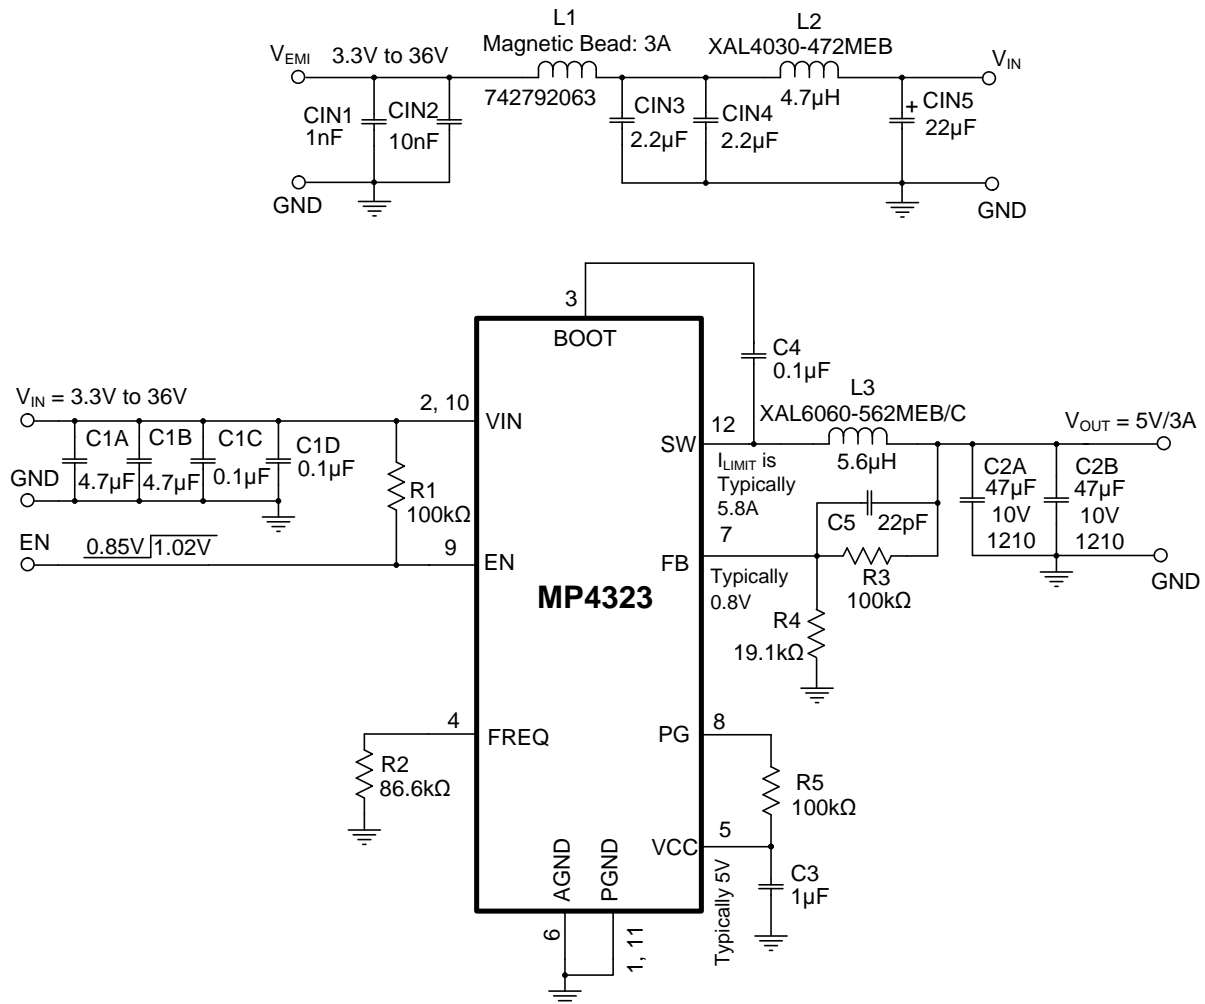 L1
Magnetic Bead: 3A
L2
XAL4030-472MEB
VEMI
3.3V to 36V
VIN
742792063
4.7µH
CIN1
1nF
CIN2
10nF
CIN3
2.2µF
CIN4
2.2µF
+
CIN5
22µF
GND
GND
3
BOOT
C4
0.1µF
VIN = 3.3V to 36V
2, 10
VIN
C1A
4.7µF
C1B
4.7µF
C1C
0.1µF
C1D
0.1µF
GND
R1
100kΩ
EN
0.85V
1.02V
9
EN
12
SW
L3
XAL6060-562MEB/C
5.6µH
VOUT = 5V/3A
ILIMIT is
Typically
5.8A
C5
22pF
C2A
47µF
10V
1210
C2B
47µF
10V
1210
GND
7
FB
Typically
0.8V
R3
100kΩ
R4
19.1kΩ
MP4323
4
FREQ
R2
86.6kΩ
8
PG
R5
100kΩ
5
VCC
Typically 5V
C3
1µF
AGND
PGND
6
1, 11